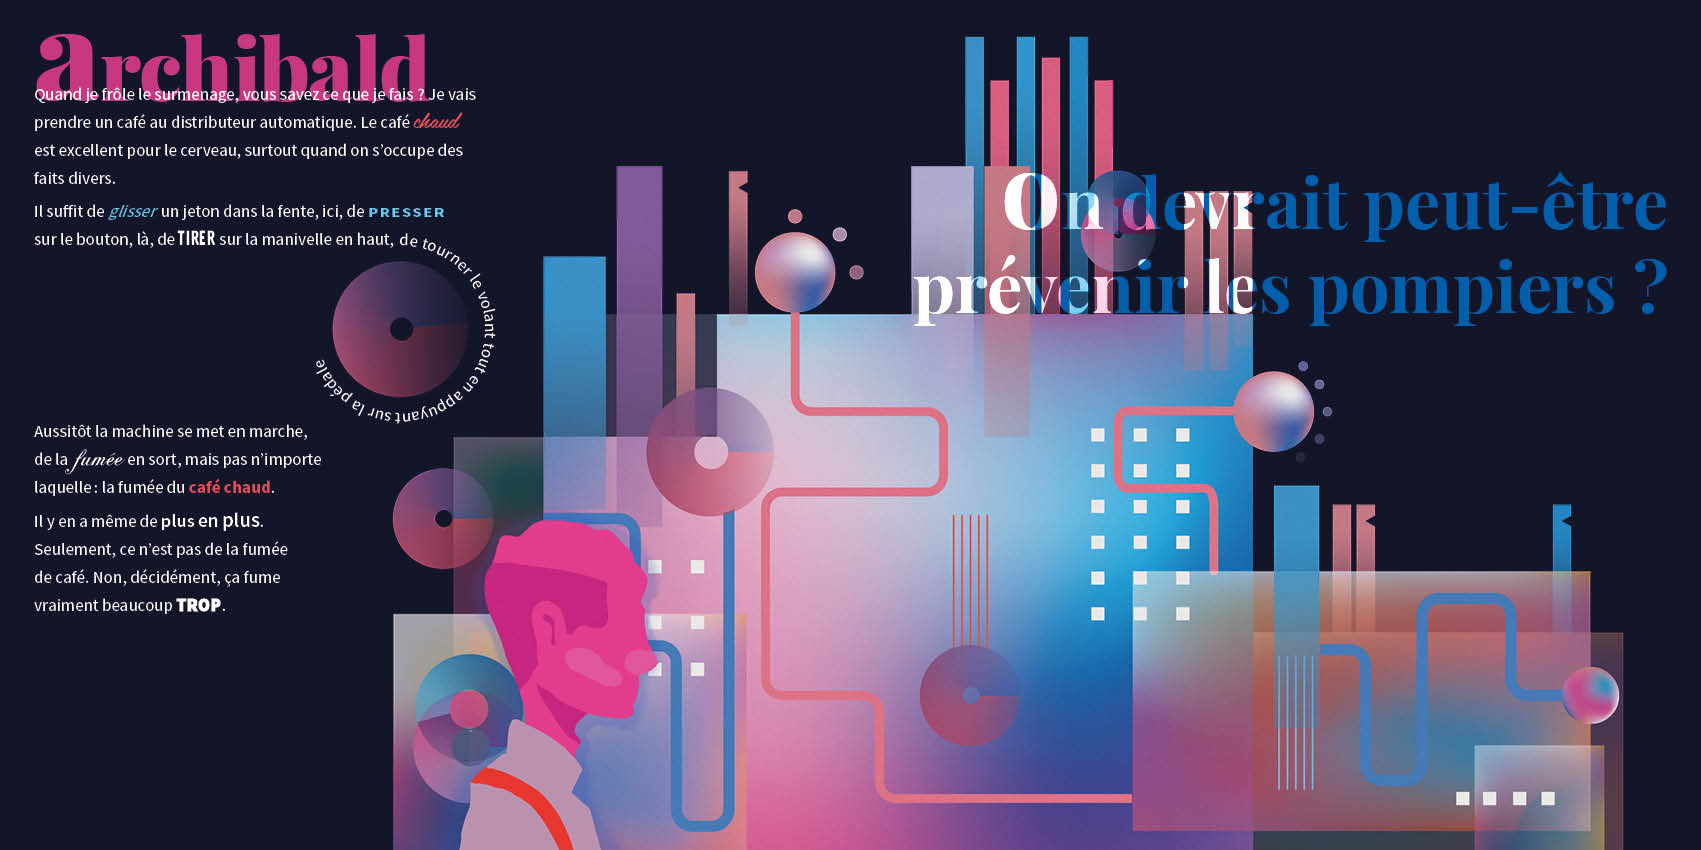 archibald
Quand je frôle le surmenage, vous savez ce que je fais ? Je vais
prendre un café au distributeur automatique. Le café chaud
est excellent pour le cerveau, surtout quand on s’occupe des
faits divers.
Il suffit de glisser un jeton dans la fente, ici, de PRESSER
sur le bouton, là, de TIRER sur la manivelle en haut, de tourner le volant tout en appuyant sur la pédale
Aussitôt la machine se met en marche,
de la fumée en sort, mais pas n’importe
laquelle : la fumée du café chaud.
Il y en a même de plus en plus.
Seulement, ce n’est pas de la fumée
de café. Non, décidément, ça fume
vraiment beaucoup TROP.
On devrait peut-être
prévenir les pompiers ?